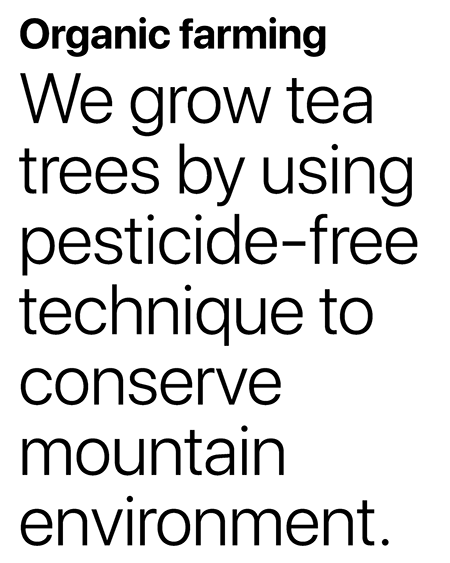 Organic farming
We grow tea
trees by using
pesticide-free
technique to
conserve
mountain
environment.